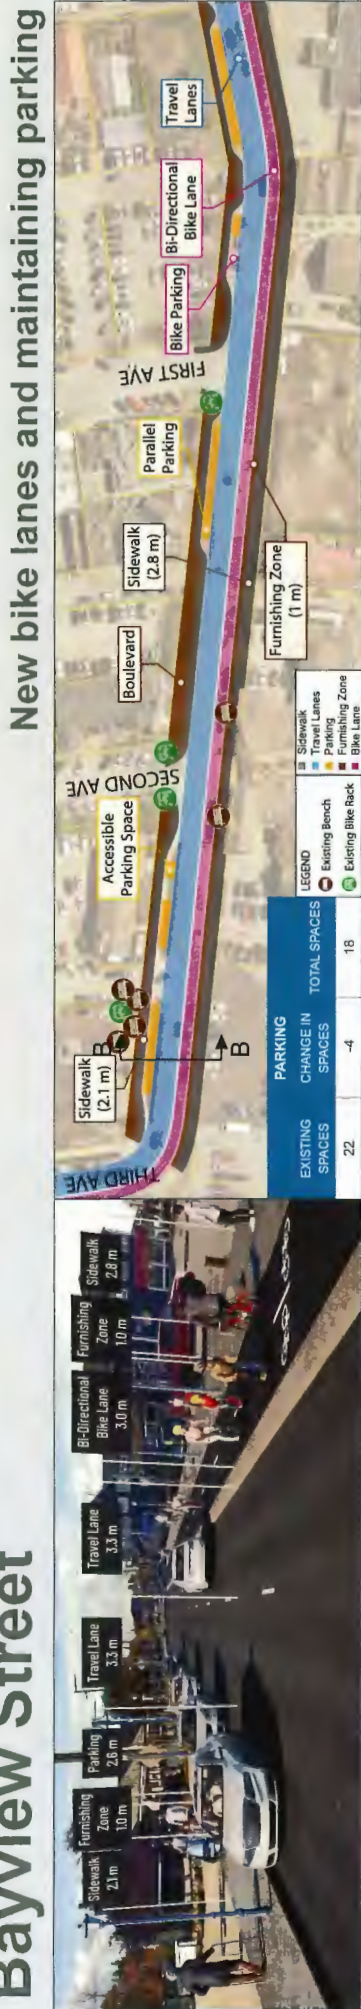 Bayview Street
New bike lanes and maintaining parking
Sidewalk
2.1m
Furnishing
Zone
1.0 m
Parking
2.6 m
Travel Lane
3.3 m
Travel Lane
3.3 m
Bi-Directional
Bike Lane
3.0 m
Furnishing
Zone
1.0 m
Sidewalk
2.8 m
THIRD AVE
Sidewalk
(2.1 m)
B
B
Accessible
Parking Space
SECOND AVE
Boulevard
Sidewalk
(2.8 m)
Parallel
Parking
Furnishing Zone
(1 m)
FIRST AVE
Bike Parking
Bi-Directional
Bike Lane
Travel
Lanes
PARKING
EXISTING
SPACES
CHANGE IN
SPACES
TOTAL SPACES
22
-4
18
LEGEND
Existing Bench
Existing Bike Rack
Sidewalk
Travel Lanes
Parking
Furnishing Zone
Bike Lane